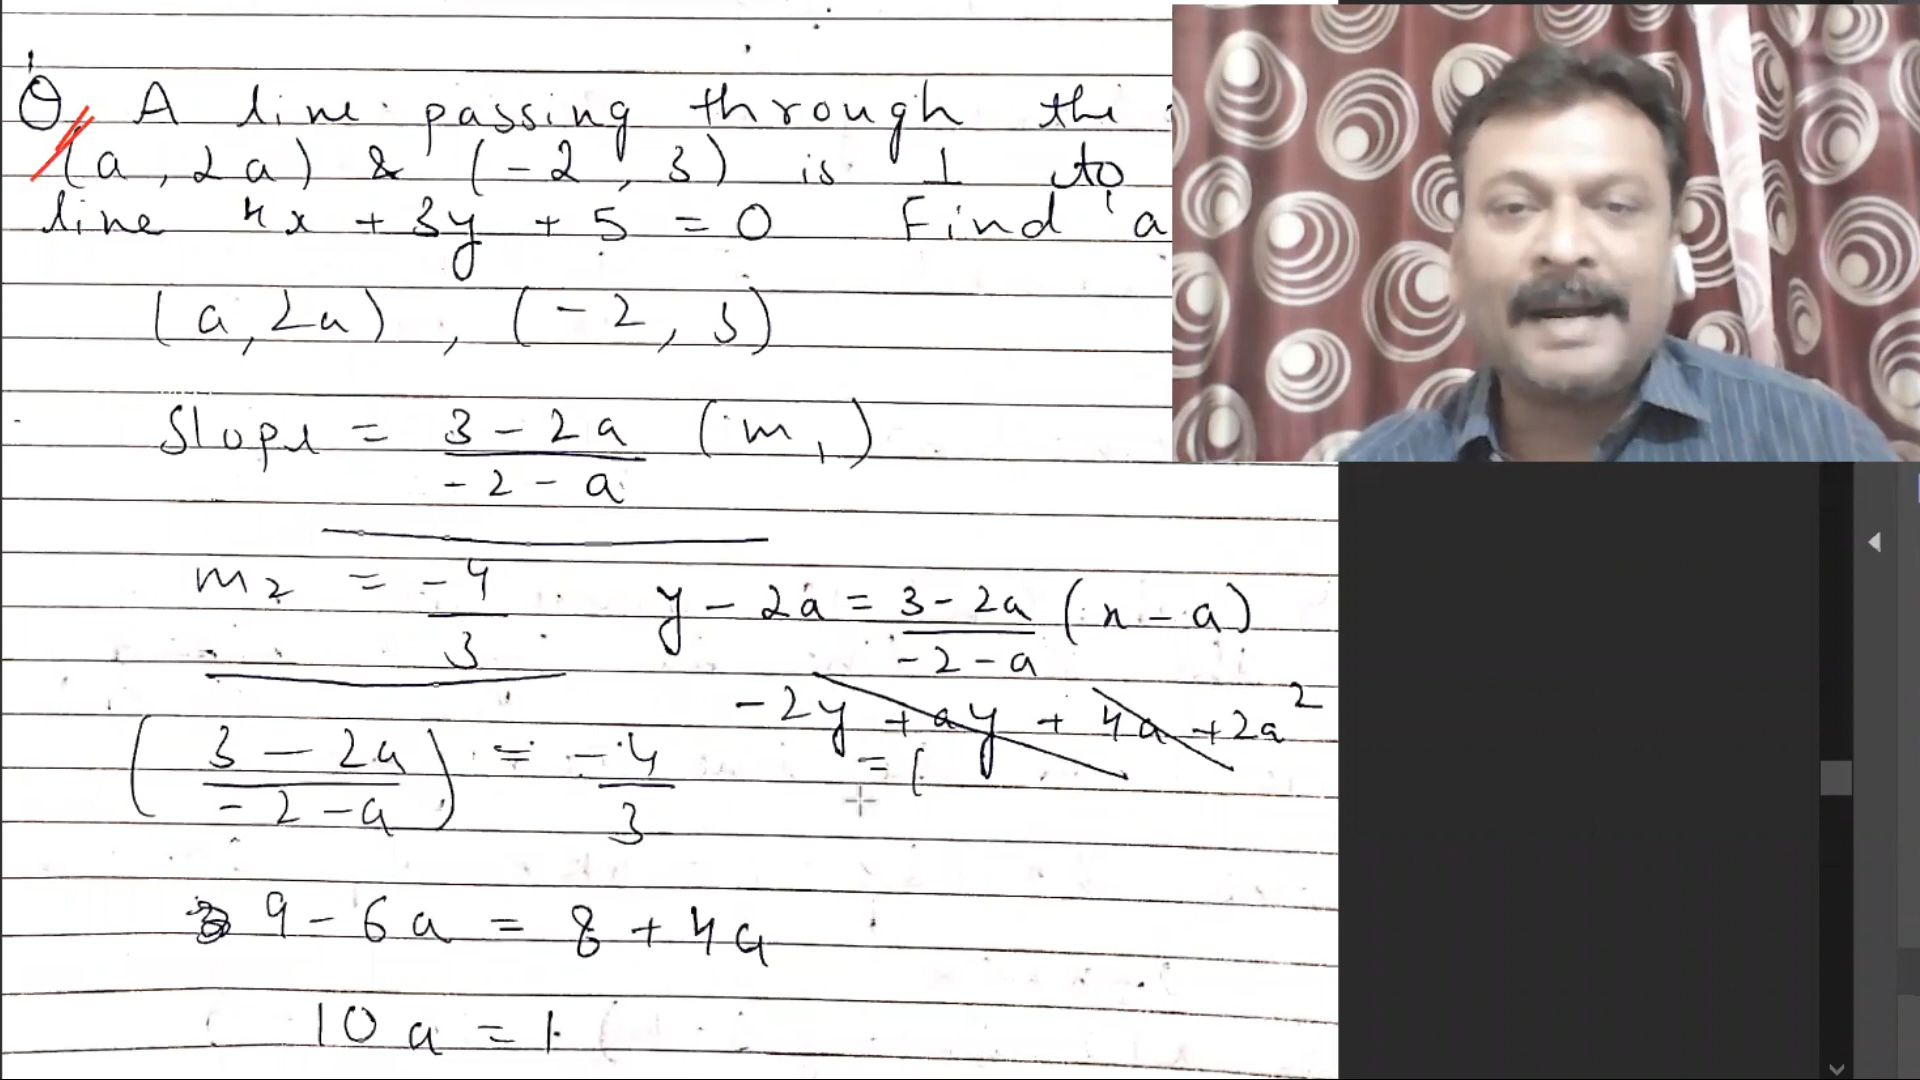 Q. A line passing through the
(a, 2a) & (-2, 3) is ⊥ to
line 4x + 3y + 5 = 0 Find 'a
(a, 2a) , (-2, 3)
Slope = 3 - 2a / -2 - a (m1)
m2 = -4 / 3
y - 2a = 3 - 2a / -2 - a (x - a)
-2y + ay + 4a + 2a²
= (
(3 - 2a / -2 - a) = -4 / 3
9 - 6a = 8 + 4a
10a = 1